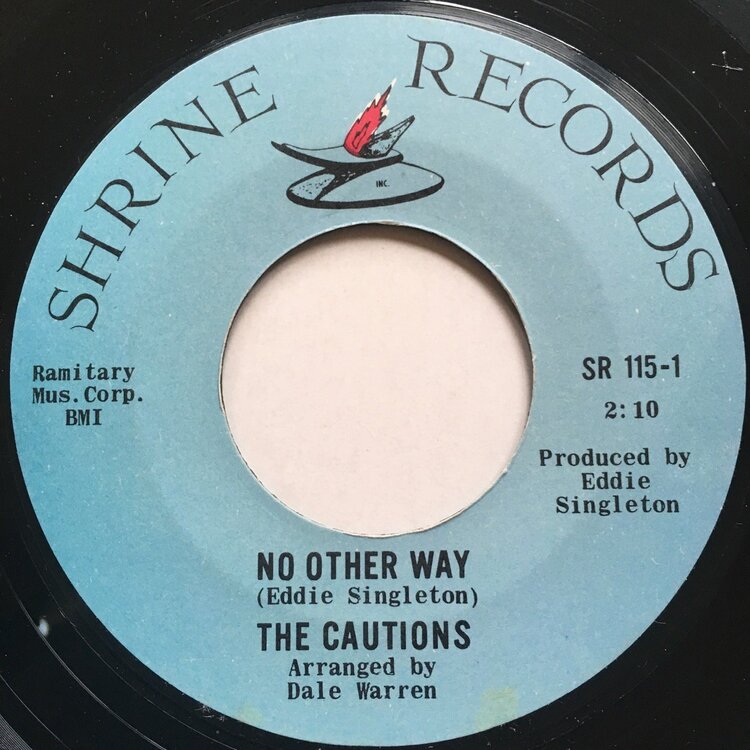 SHRINE RECORDS
INC.
Ramitary
Mus. Corp.
BMI
SR 115-1
2:10
Produced by
Eddie
Singleton
NO OTHER WAY
(Eddie Singleton)
THE CAUTIONS
Arranged by
Dale Warren